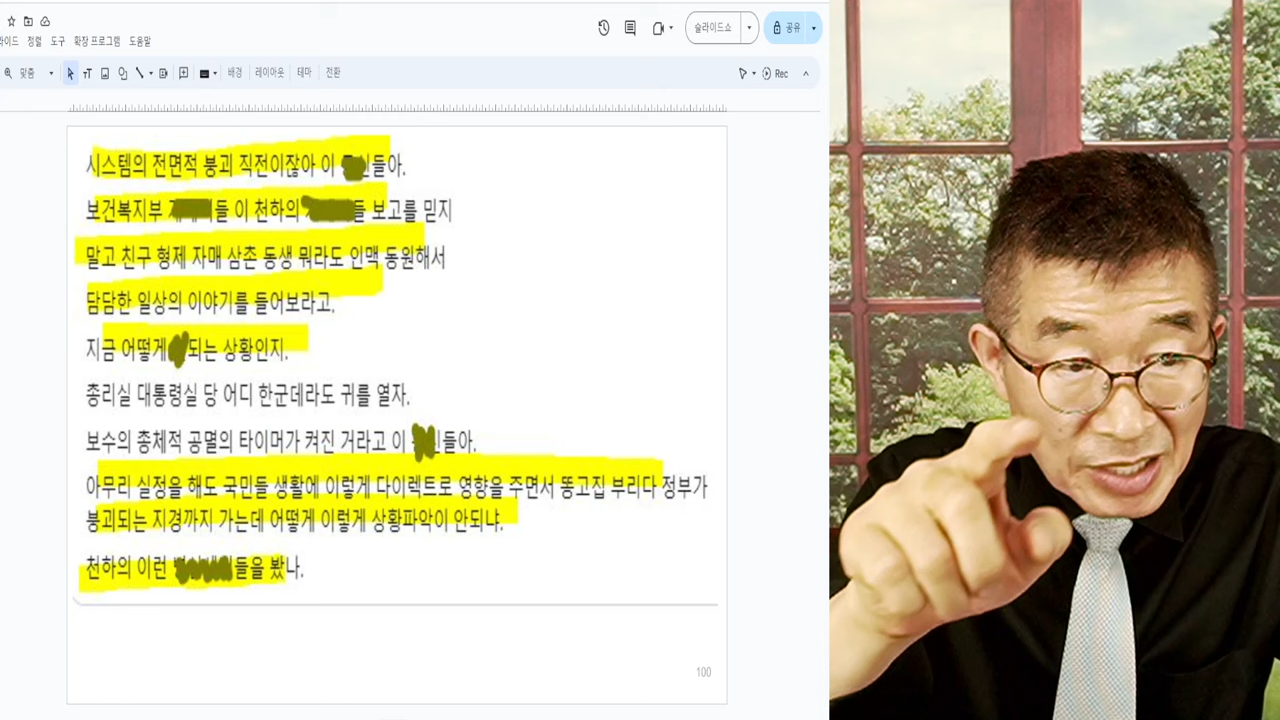 라이드 정렬 도구 확장 프로그램 도움말
슬라이드쇼
공유
맞춤
배경 레이아웃 테마 전환
Rec
시스템의 전면적 붕괴 직전이잖아 이 들아.
보건복지부 들 이 천하의 들 보고를 믿지
말고 친구 형제 자매 삼촌 동생 뭐라도 인맥 동원해서
담담한 일상의 이야기를 들어보라고.
지금 어떻게 되는 상황인지.
총리실 대통령실 당 어디 한군데라도 귀를 열자.
보수의 총체적 공멸의 타이머가 켜진 거라고 이 들아.
아무리 실정을 해도 국민들 생활에 이렇게 다이렉트로 영향을 주면서 똥고집 부리다 정부가
붕괴되는 지경까지 가는데 어떻게 이렇게 상황파악이 안되냐.
천하의 이런 들을 봤나.
100